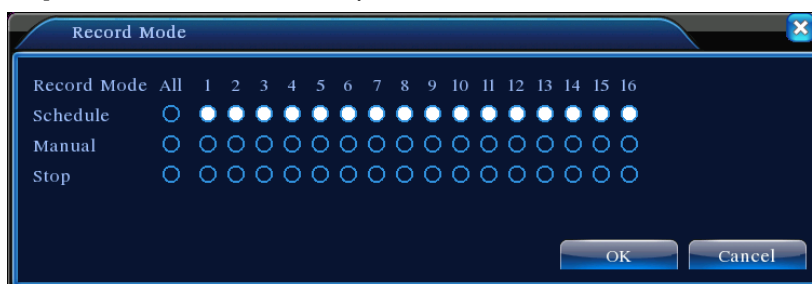 Record Mode
Record Mode All 1 2 3 4 5 6 7 8 9 10 11 12 13 14 15 16
Schedule
Manual
Stop
OK Cancel